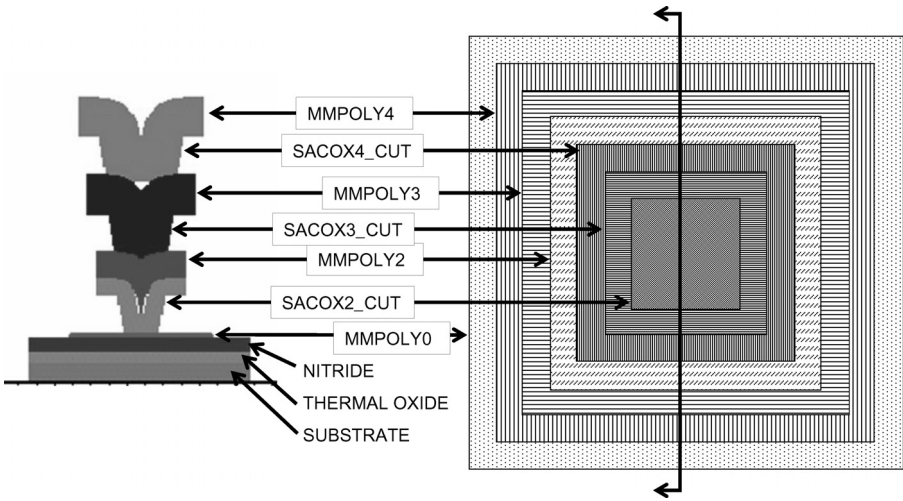 MMPOLY4
SACOX4_CUT
MMPOLY3
SACOX3_CUT
MMPOLY2
SACOX2_CUT
MMPOLY0
NITRIDE
THERMAL OXIDE
SUBSTRATE